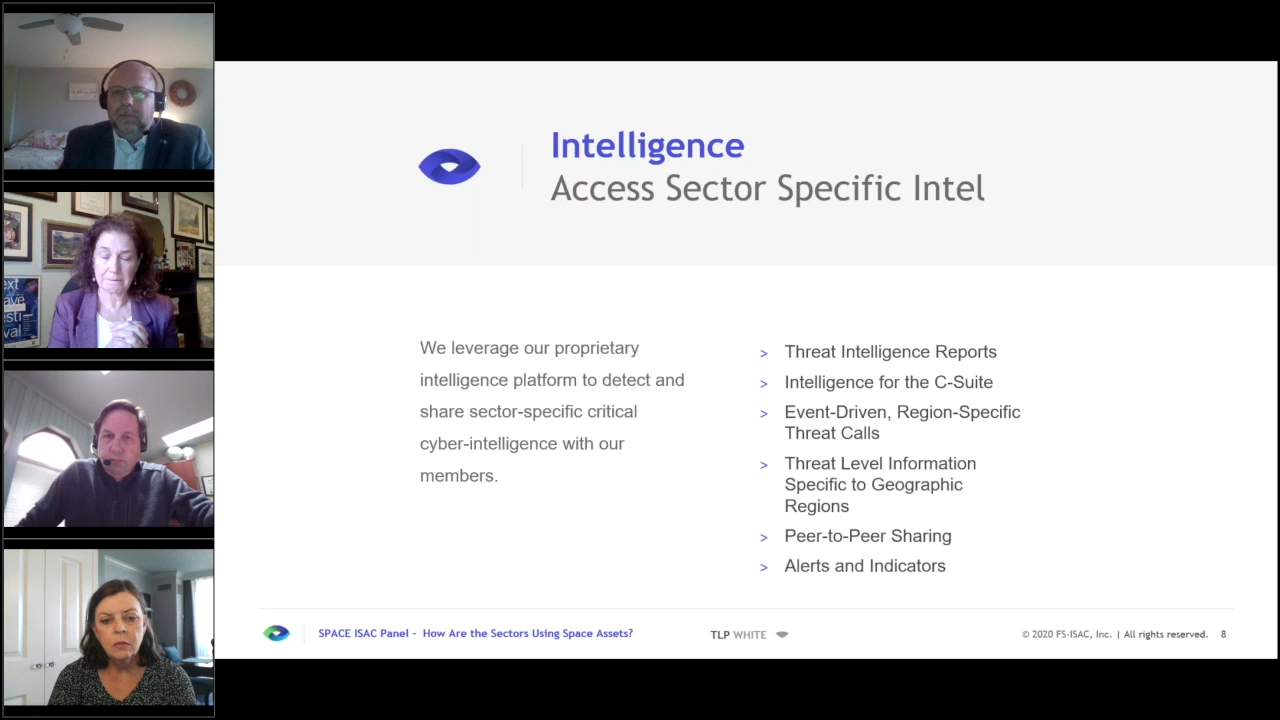 Intelligence
Access Sector Specific Intel
We leverage our proprietary
intelligence platform to detect and
share sector-specific critical
cyber-intelligence with our
members.
> Threat Intelligence Reports
> Intelligence for the C-Suite
> Event-Driven, Region-Specific
Threat Calls
> Threat Level Information
Specific to Geographic
Regions
> Peer-to-Peer Sharing
> Alerts and Indicators
SPACE ISAC Panel - How Are the Sectors Using Space Assets?
TLP WHITE
© 2020 FS-ISAC, Inc. | All rights reserved. 8